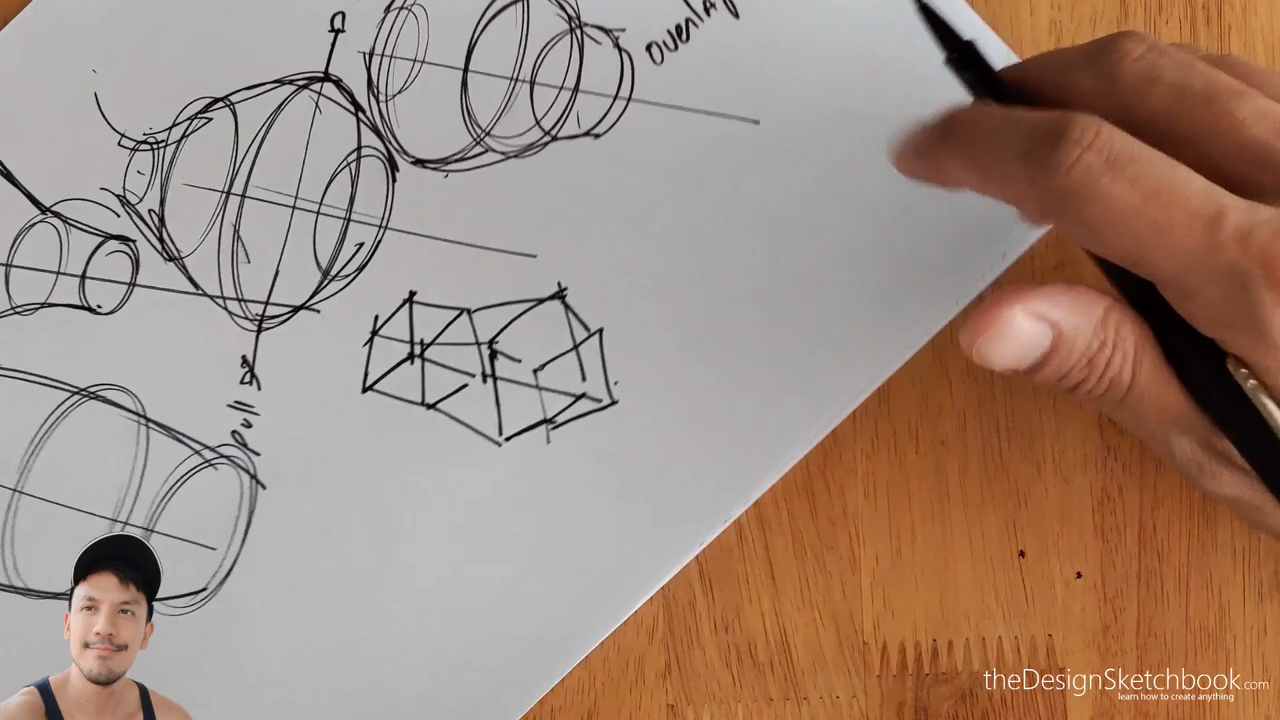 overlap
pull
theDesignSketchbook.com
learn how to create anything